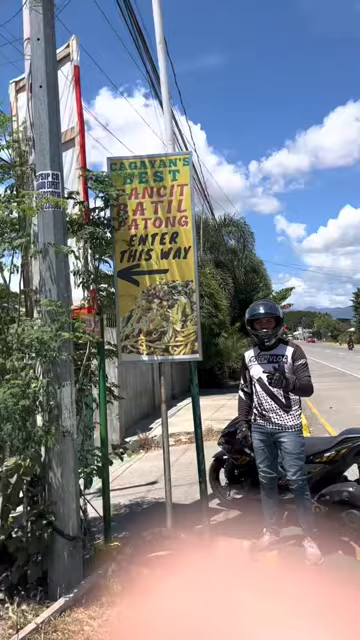 CAGAYAN'S
BEST
PANCIT
BATIL
PATONG
ENTER
THIS WAY